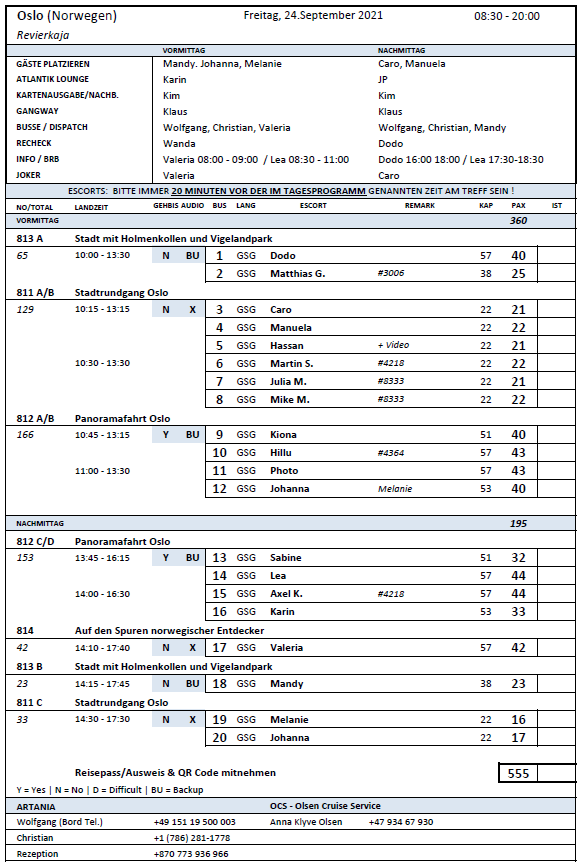 Oslo (Norwegen) Freitag, 24.September 2021 08:30 - 20:00
Revierkaja
VORMITTAG NACHMITTAG
GÄSTE PLATZIEREN Mandy. Johanna, Melanie Caro, Manuela
ATLANTIK LOUNGE Karin JP
KARTENAUSGABE/NACHB. Kim Kim
GANGWAY Klaus Klaus
BUSSE / DISPATCH Wolfgang, Christian, Valeria Wolfgang, Christian, Mandy
RECHECK Wanda Dodo
INFO / BRB Valeria 08:00 - 09:00 / Lea 08:30 - 11:00 Dodo 16:00 18:00 / Lea 17:30-18:30
JOKER Valeria Caro
ESCORTS: BITTE IMMER 20 MINUTEN VOR DER IM TAGESPROGRAMM GENANNTEN ZEIT AM TREFF SEIN !
NO/TOTAL LANDZEIT GEHBIS AUDIO BUS LANG ESCORT REMARK KAP PAX IST
VORMITTAG 360
813 A Stadt mit Holmenkollen und Vigelandpark
65 10:00 - 13:30 N BU 1 GSG Dodo 57 40
2 GSG Matthias G. #3006 38 25
811 A/B Stadtrundgang Oslo
129 10:15 - 13:15 N X 3 GSG Caro 22 21
4 GSG Manuela 22 22
5 GSG Hassan + Video 22 21
10:30 - 13:30 6 GSG Martin S. #4218 22 22
7 GSG Julia M. #8333 22 21
8 GSG Mike M. #8333 22 22
812 A/B Panoramafahrt Oslo
166 10:45 - 13:15 Y BU 9 GSG Kiona 51 40
10 GSG Hillu #4364 57 43
11:00 - 13:30 11 GSG Photo 57 43
12 GSG Johanna Melanie 53 40
NACHMITTAG 195
812 C/D Panoramafahrt Oslo
153 13:45 - 16:15 Y BU 13 GSG Sabine 51 32
14 GSG Lea 57 44
14:00 - 16:30 15 GSG Axel K. #4218 57 44
16 GSG Karin 53 33
814 Auf den Spuren norwegischer Entdecker
42 14:10 - 17:40 N X 17 GSG Valeria 57 42
813 B Stadt mit Holmenkollen und Vigelandpark
23 14:15 - 17:45 N BU 18 GSG Mandy 38 23
811 C Stadtrundgang Oslo
33 14:30 - 17:30 N X 19 GSG Melanie 22 16
20 GSG Johanna 22 17
Reisepass/Ausweis & QR Code mitnehmen 555
Y = Yes | N = No | D = Difficult | BU = Backup
ARTANIA OCS - Olsen Cruise Service
Wolfgang (Bord Tel.) +49 151 19 500 003 Anna Klyve Olsen +47 934 67 930
Christian +1 (786) 281-1778
Rezeption +870 773 936 966